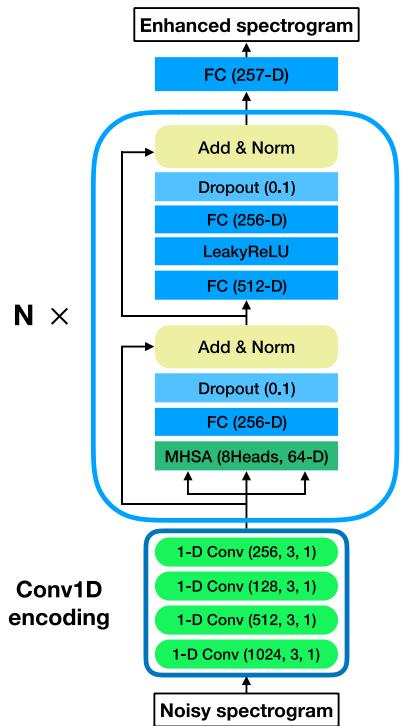 Enhanced spectrogram
FC (257-D)
Add & Norm
Dropout (0.1)
FC (256-D)
LeakyReLU
FC (512-D)
N ×
Add & Norm
Dropout (0.1)
FC (256-D)
MHSA (8Heads, 64-D)
Conv1D
encoding
1-D Conv (256, 3, 1)
1-D Conv (128, 3, 1)
1-D Conv (512, 3, 1)
1-D Conv (1024, 3, 1)
Noisy spectrogram